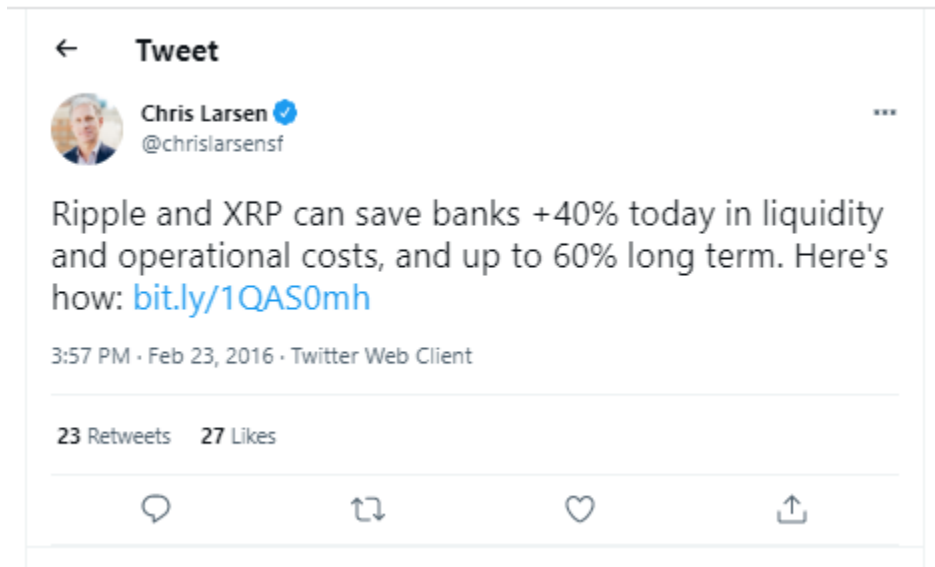 Tweet
Chris Larsen
@chrislarsensf
Ripple and XRP can save banks +40% today in liquidity
and operational costs, and up to 60% long term. Here's
how: bit.ly/1QAS0mh
3:57 PM · Feb 23, 2016 · Twitter Web Client
23 Retweets 27 Likes